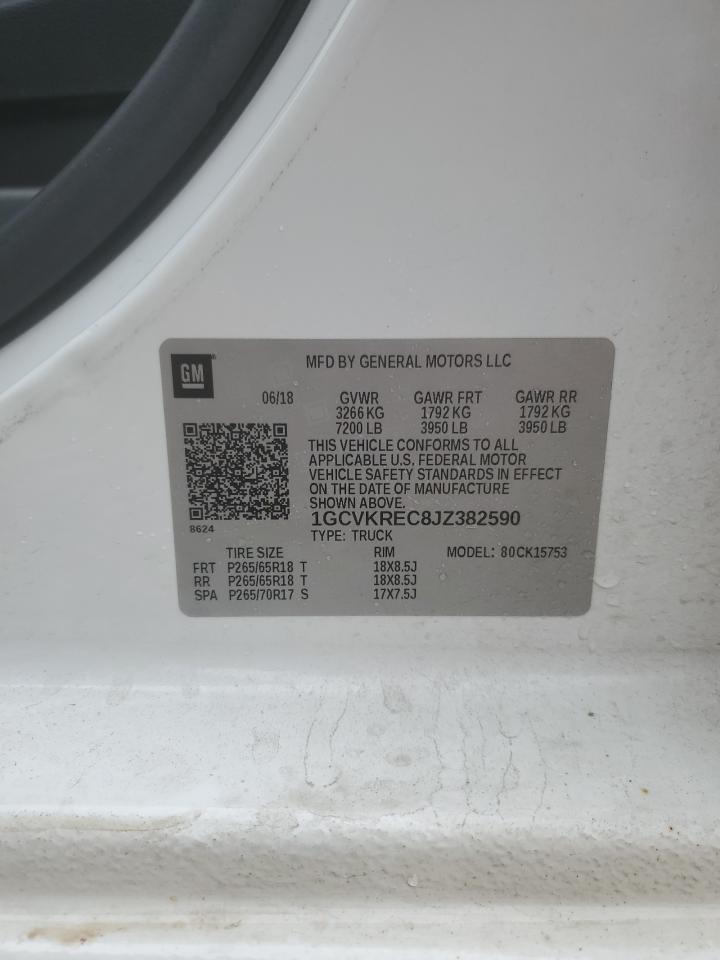 GM
MFD BY GENERAL MOTORS LLC
06/18 GVWR GAWR FRT GAWR RR
3266 KG 1792 KG 1792 KG
7200 LB 3950 LB 3950 LB
THIS VEHICLE CONFORMS TO ALL
APPLICABLE U.S. FEDERAL MOTOR
VEHICLE SAFETY STANDARDS IN EFFECT
ON THE DATE OF MANUFACTURE
SHOWN ABOVE.
1GCVKREC8JZ382590
8624
TYPE: TRUCK
TIRE SIZE RIM MODEL: 80CK15753
FRT P265/65R18 T 18X8.5J
RR P265/65R18 T 18X8.5J
SPA P265/70R17 S 17X7.5J